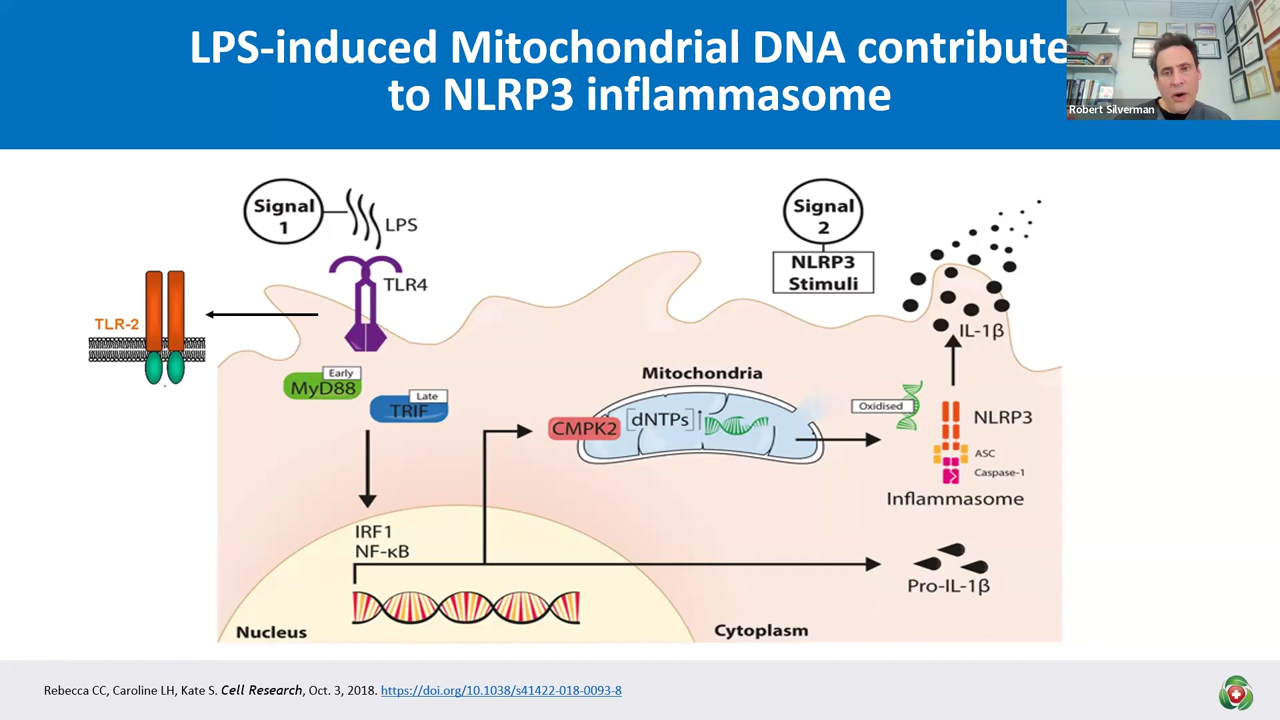 LPS-induced Mitochondrial DNA contribute
to NLRP3 inflammasome
Robert Silverman
Signal
1
LPS
TLR4
TLR-2
Early
MyD88
Late
TRIF
IRF1
NF-κB
Nucleus
Cytoplasm
Mitochondria
CMPK2
[dNTPs]
Signal
2
NLRP3
Stimuli
IL-1β
Oxidised
NLRP3
ASC
Caspase-1
Inflammasome
Pro-IL-1β
Rebecca CC, Caroline LH, Kate S. Cell Research, Oct. 3, 2018. https://doi.org/10.1038/s41422-018-0093-8